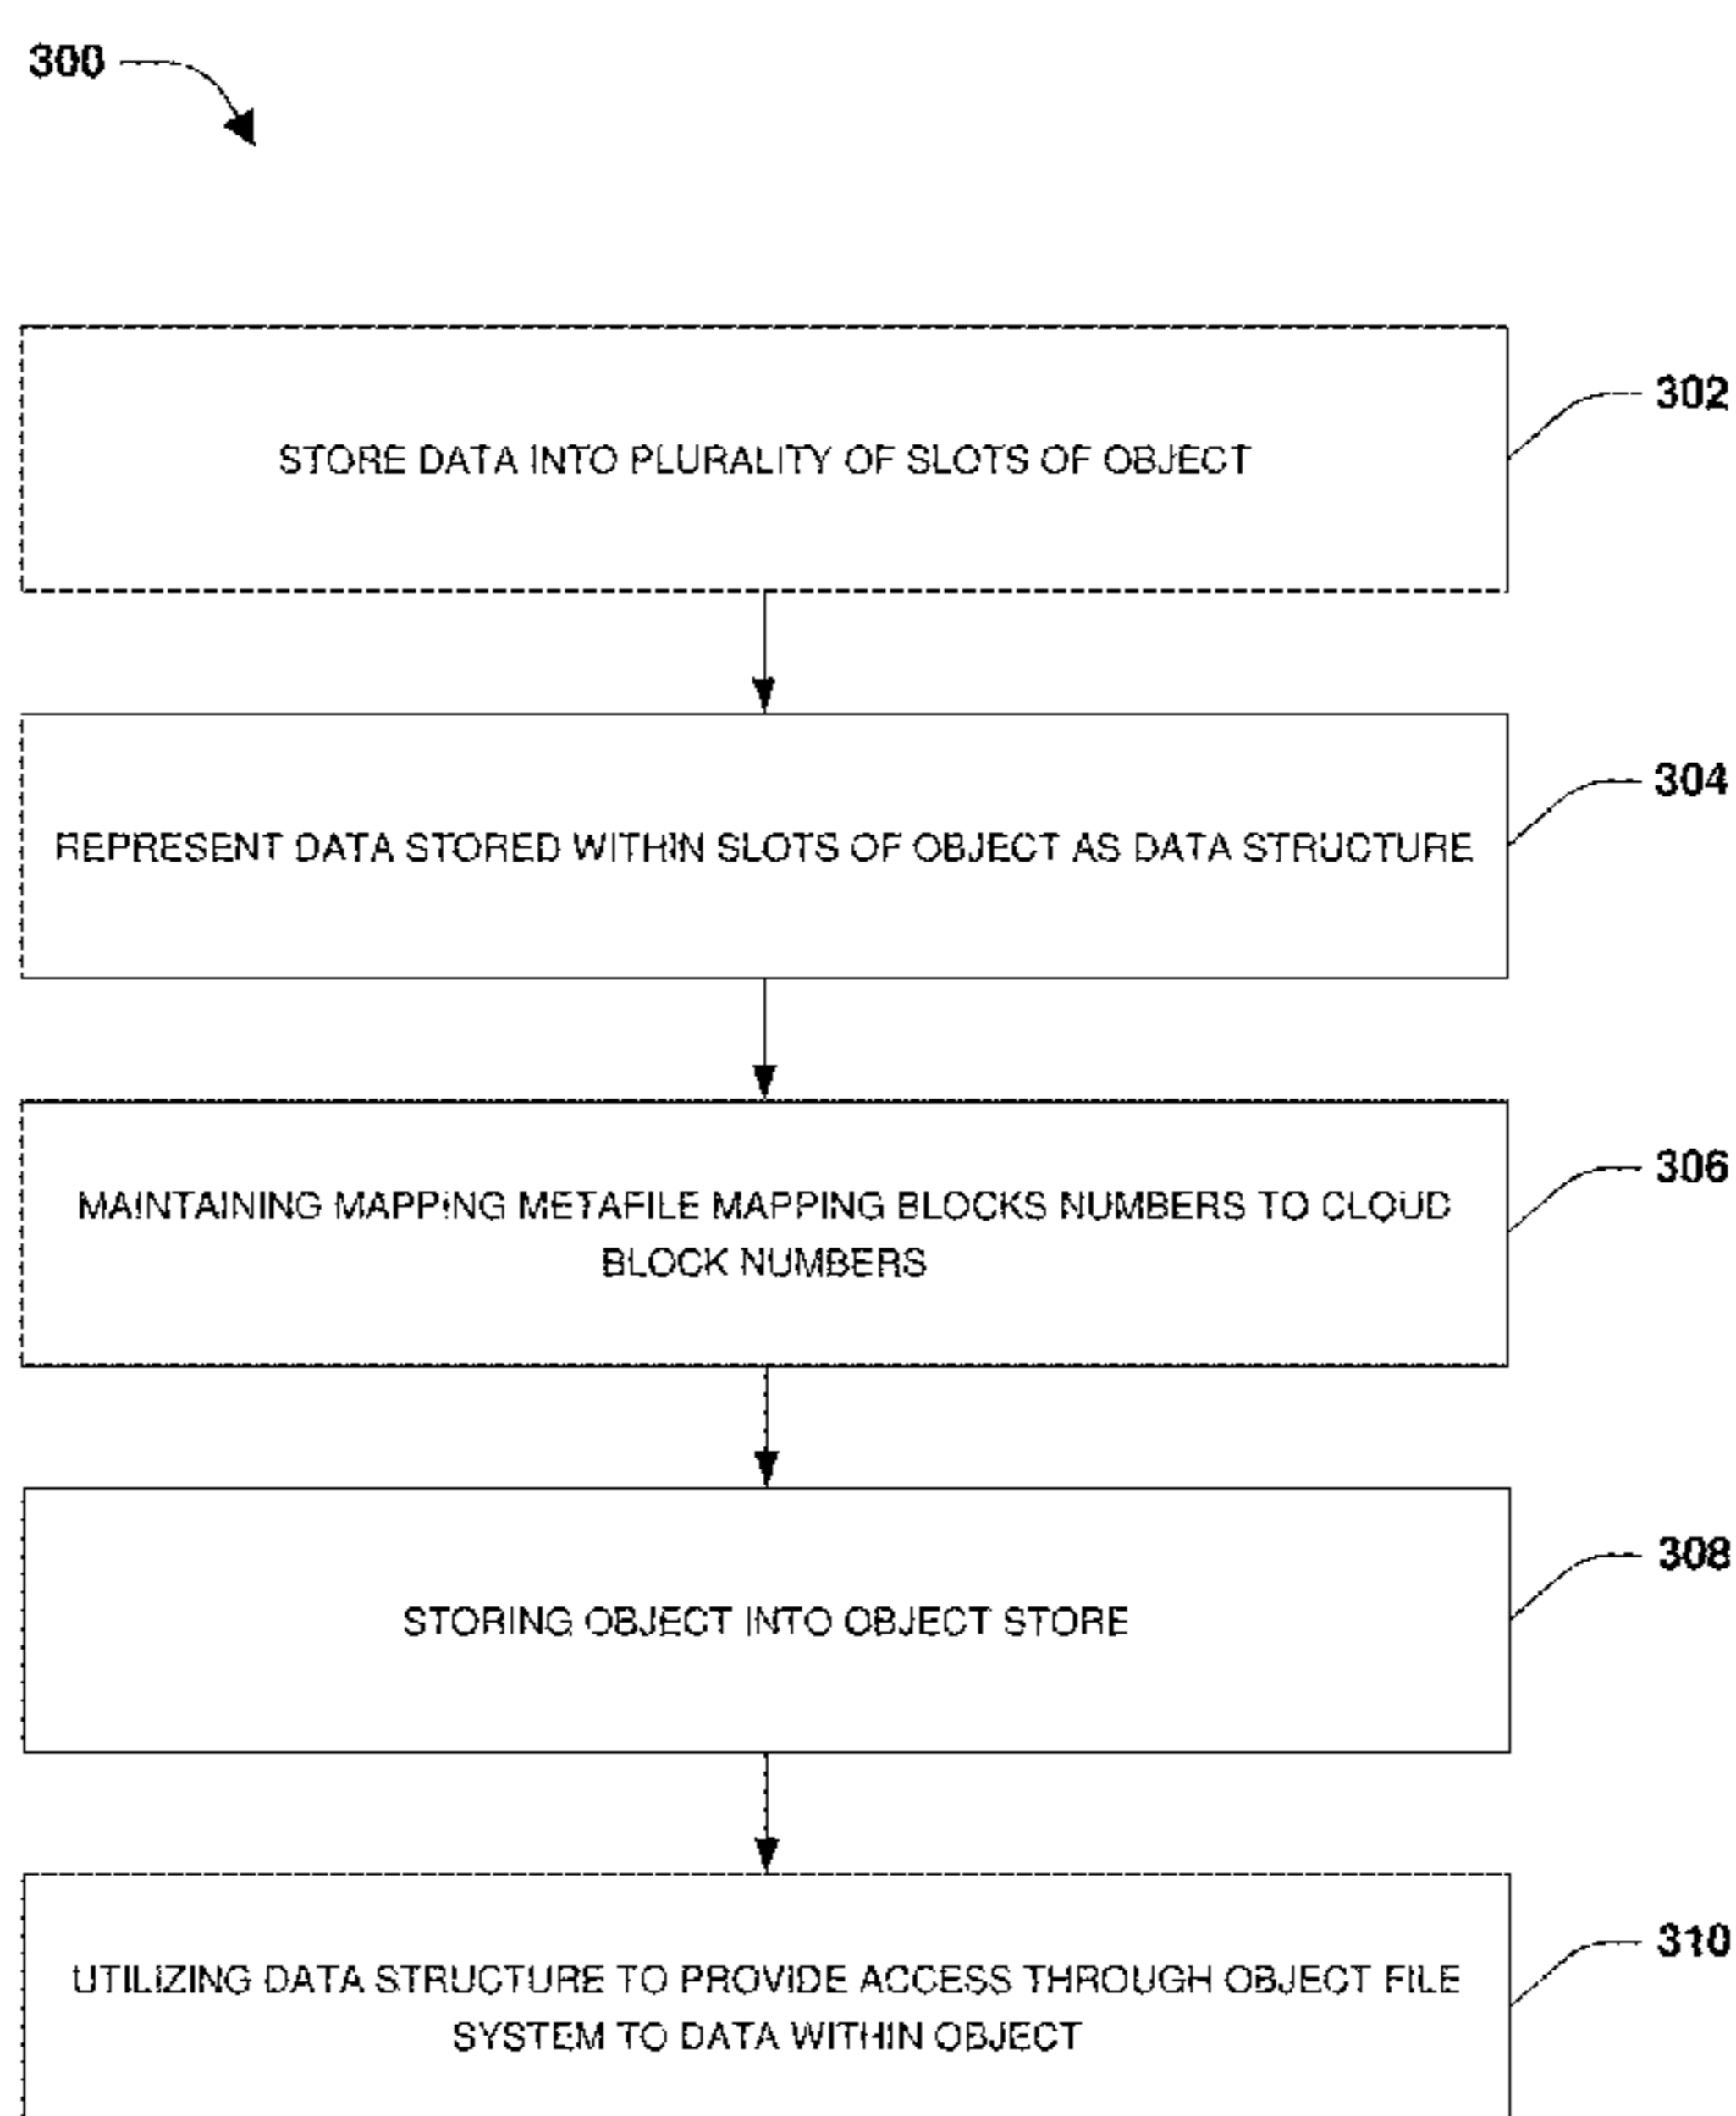 300
302
STORE DATA INTO PLURALITY OF SLOTS OF OBJECT
304
REPRESENT DATA STORED WITHIN SLOTS OF OBJECT AS DATA STRUCTURE
306
MAINTAINING MAPPING METAFILE MAPPING BLOCKS NUMBERS TO CLOUD
BLOCK NUMBERS
308
STORING OBJECT INTO OBJECT STORE
310
UTILIZING DATA STRUCTURE TO PROVIDE ACCESS THROUGH OBJECT FILE
SYSTEM TO DATA WITHIN OBJECT